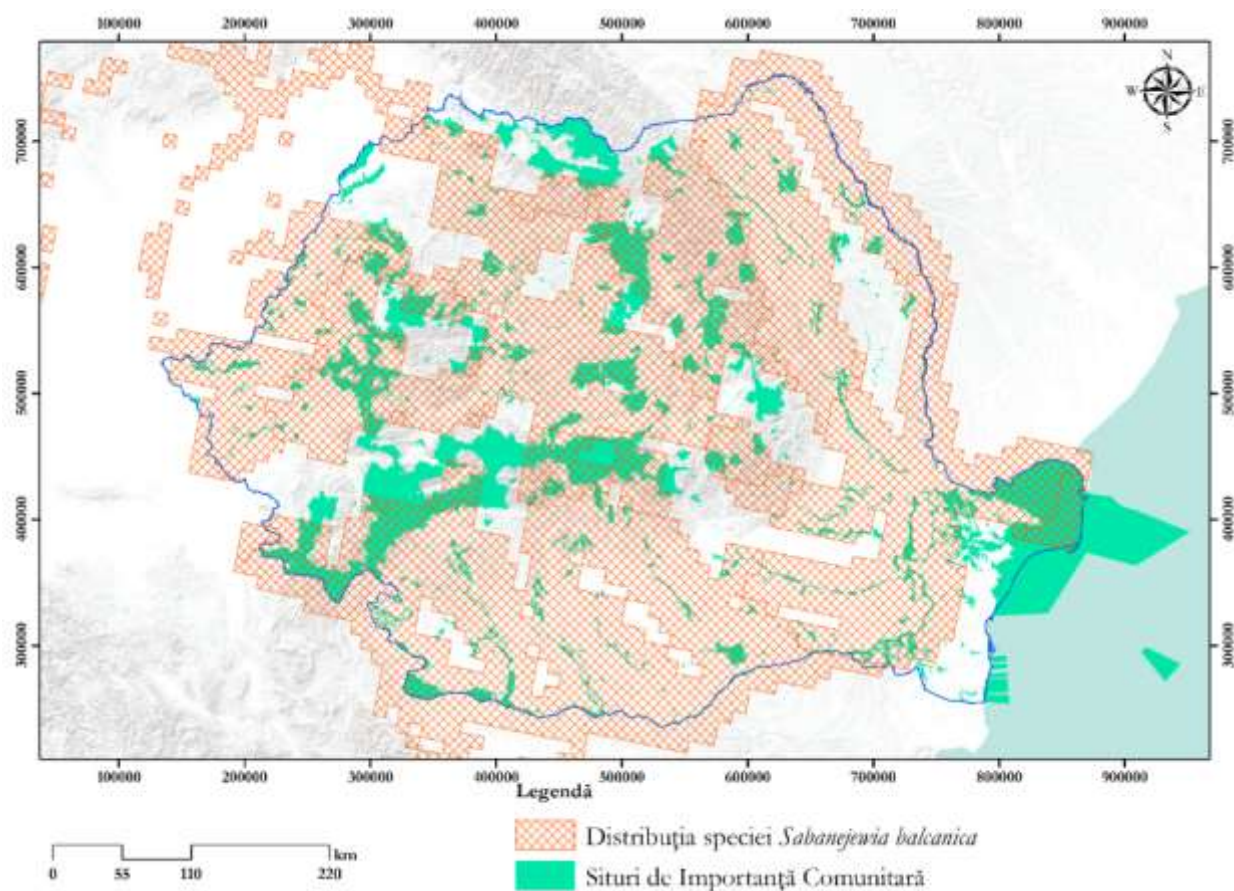 100000 200000 300000 400000 500000 600000 700000 800000 900000
N
W E
S
700000 700000
600000 600000
500000 500000
400000 400000
300000 300000
100000 200000 300000 400000 500000 600000 700000 800000 900000
Legendă
Distribuția speciei Sabanejewia balcanica
km
0 55 110 220
Situri de Importanță Comunitară